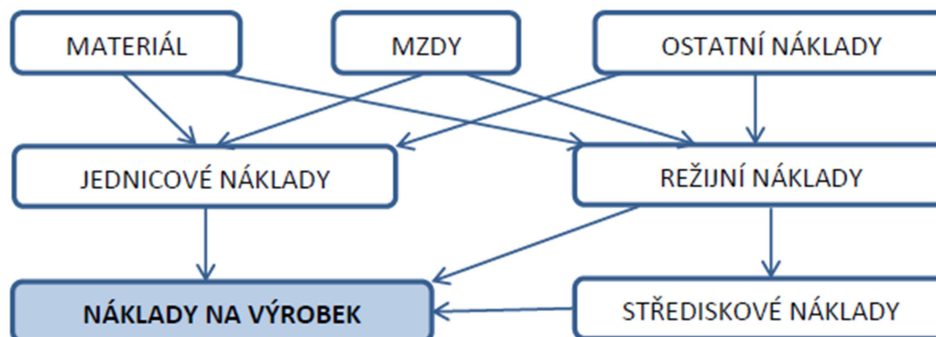 MATERIÁL
MZDY
OSTATNÍ NÁKLADY
JEDNICOVÉ NÁKLADY
REŽIJNÍ NÁKLADY
NÁKLADY NA VÝROBEK
STŘEDISKOVÉ NÁKLADY